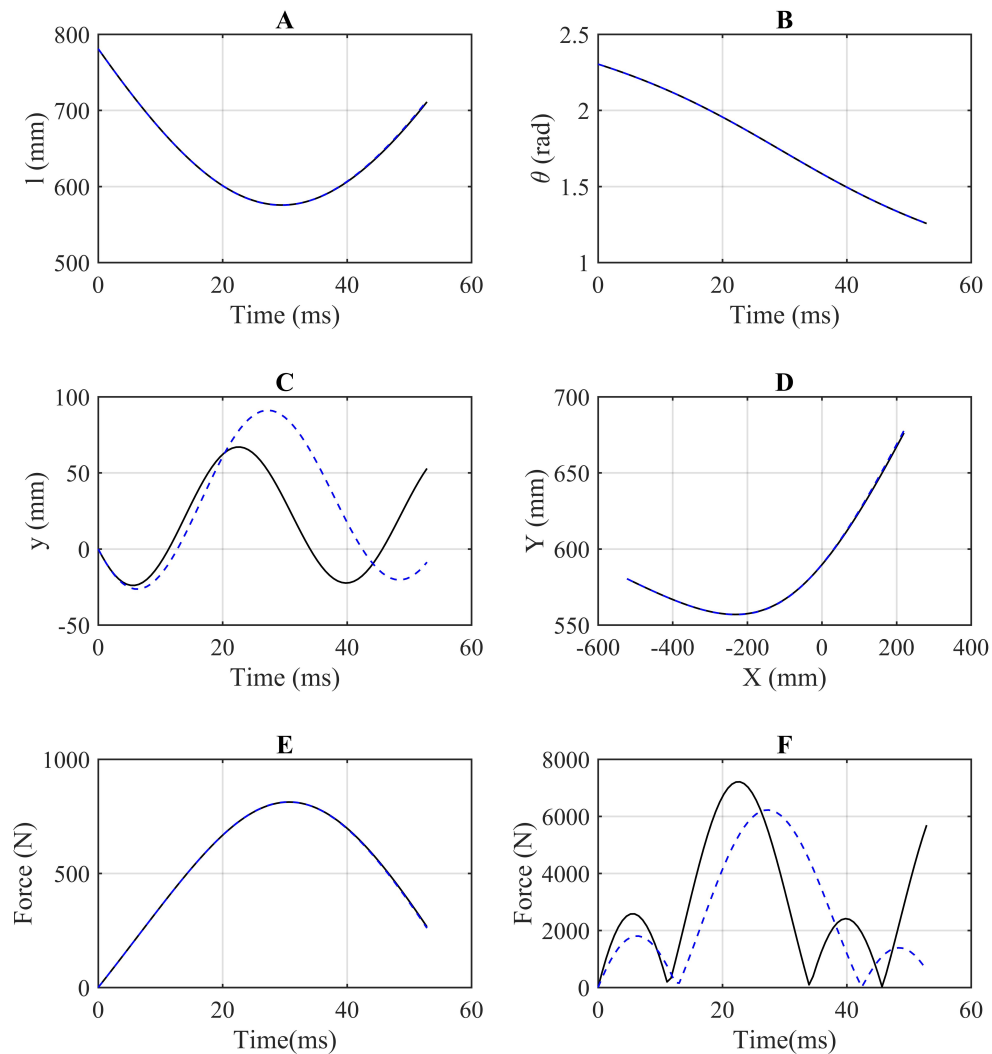 A
800
700
600
500
l (mm)
0 20 40 60
Time (ms)
B
2.5
2
1.5
1
θ (rad)
0 20 40 60
Time (ms)
C
100
50
0
-50
y (mm)
0 20 40 60
Time (ms)
D
700
650
600
550
Y (mm)
-600 -400 -200 0 200 400
X (mm)
E
1000
500
0
Force (N)
0 20 40 60
Time(ms)
F
8000
6000
4000
2000
0
Force (N)
0 20 40 60
Time(ms)